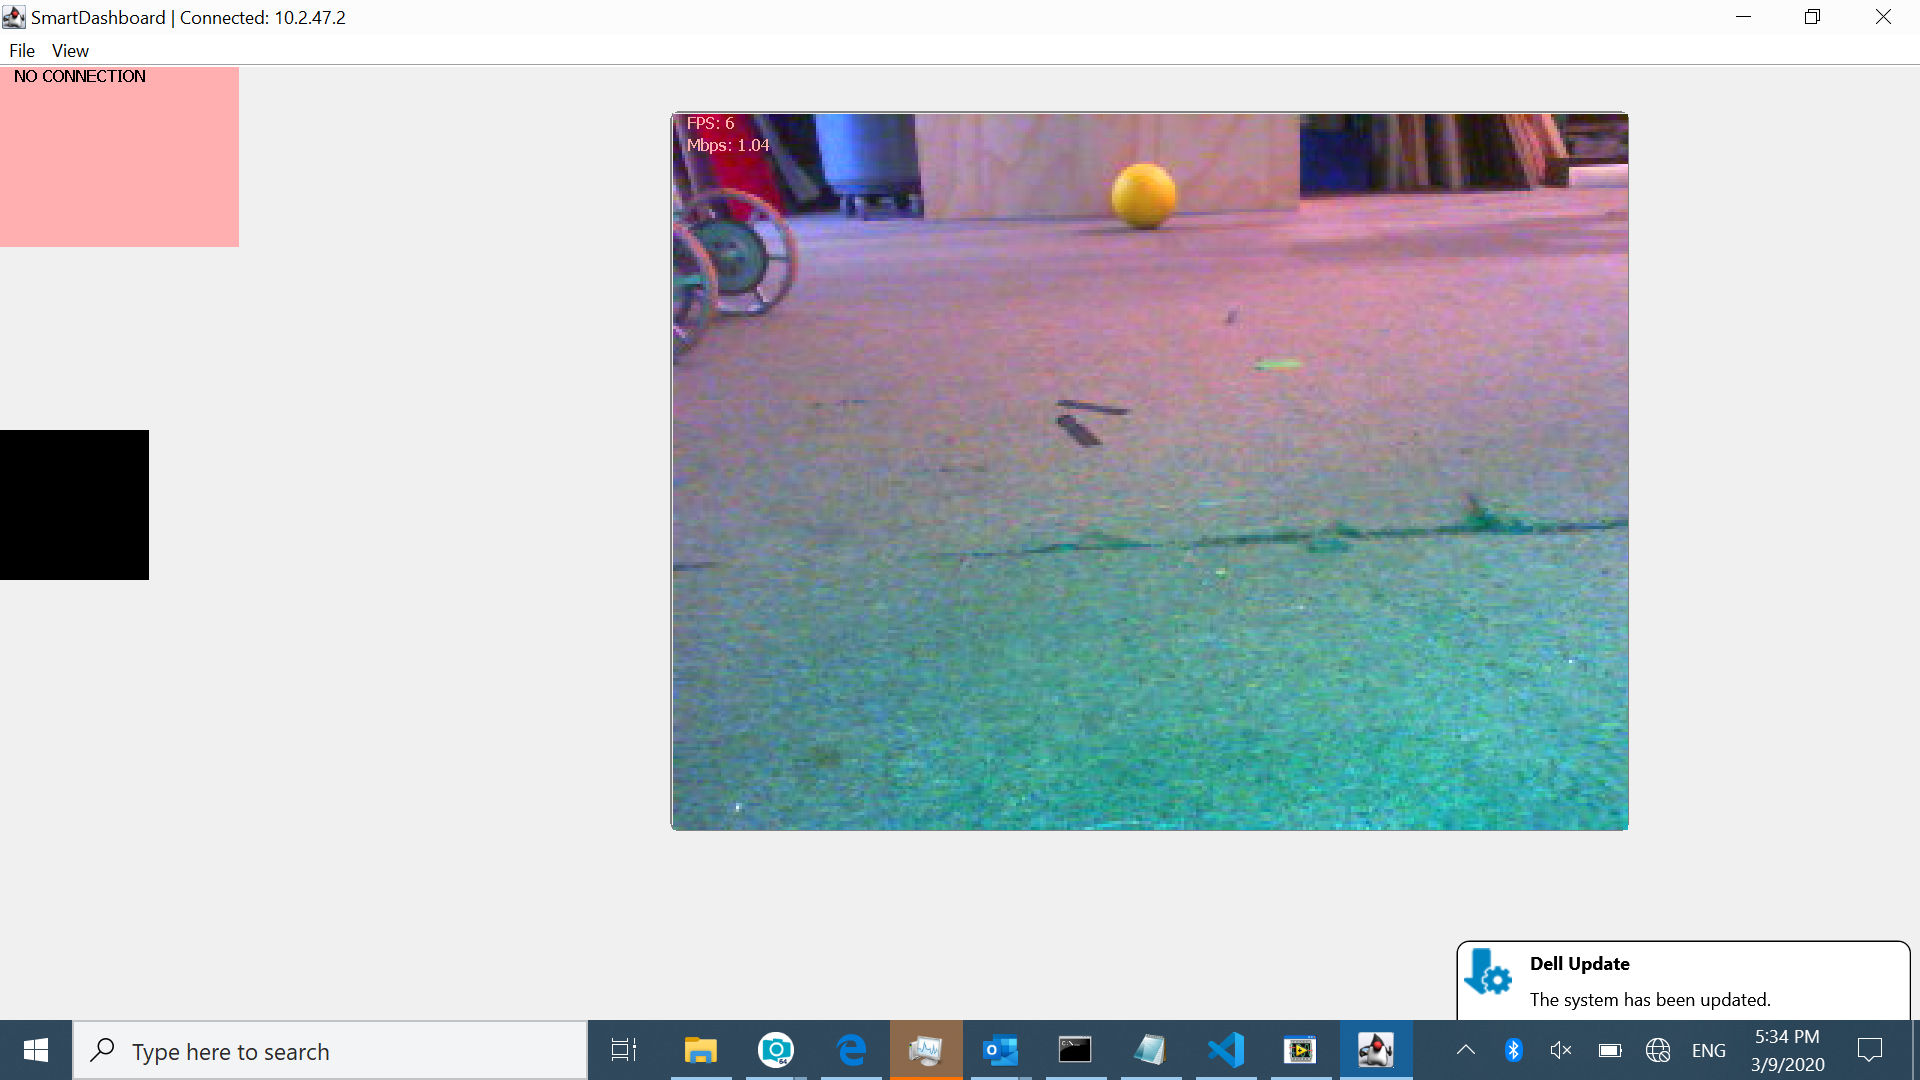 SmartDashboard | Connected: 10.2.47.2
File View
NO CONNECTION
FPS: 6
Mbps: 1.04
Dell Update
The system has been updated.
Type here to search
64
C:\_
ENG
5:34 PM
3/9/2020